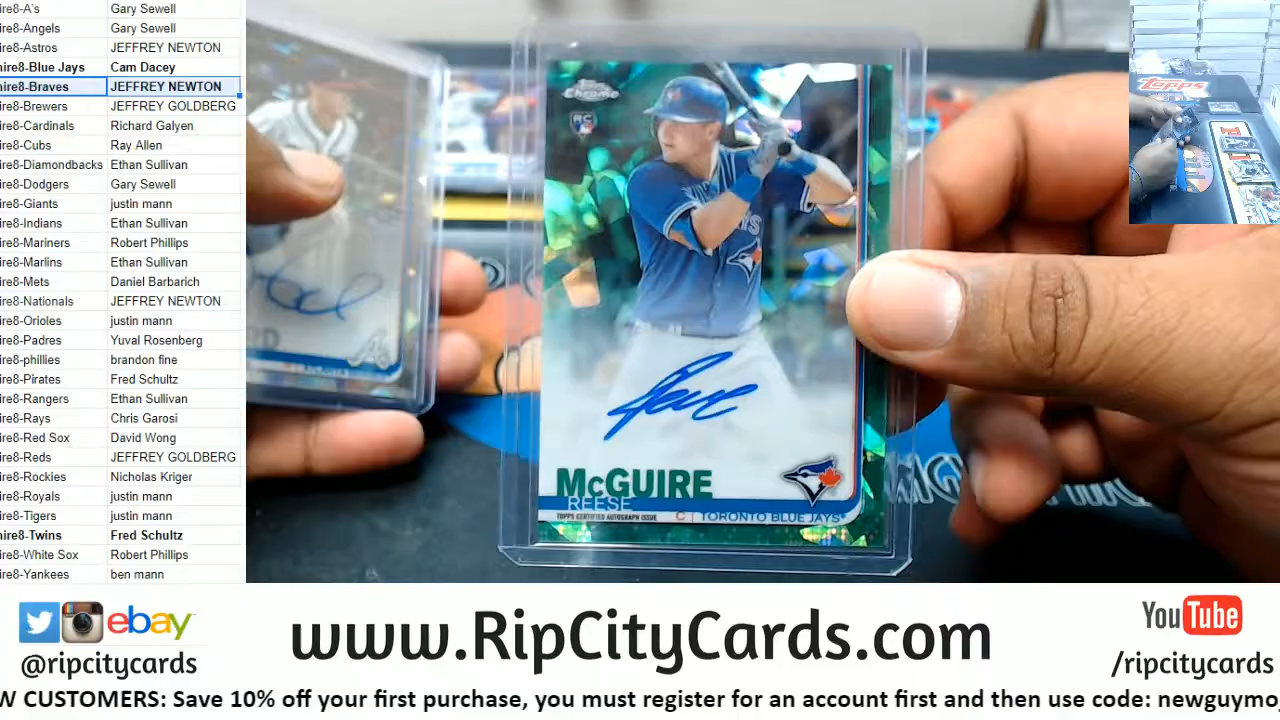 ire8-A's Gary Sewell
ire8-Angels Gary Sewell
ire8-Astros JEFFREY NEWTON
ire8-Blue Jays Cam Dacey
ire8-Braves JEFFREY NEWTON
ire8-Brewers JEFFREY GOLDBERG
ire8-Cardinals Richard Galyen
ire8-Cubs Ray Allen
ire8-Diamondbacks Ethan Sullivan
ire8-Dodgers Gary Sewell
ire8-Giants justin mann
ire8-Indians Ethan Sullivan
ire8-Mariners Robert Phillips
ire8-Marlins Ethan Sullivan
ire8-Mets Daniel Barbarich
ire8-Nationals JEFFREY NEWTON
ire8-Orioles justin mann
ire8-Padres Yuval Rosenberg
ire8-phillies brandon fine
ire8-Pirates Fred Schultz
ire8-Rangers Ethan Sullivan
ire8-Rays Chris Garosi
ire8-Red Sox David Wong
ire8-Reds JEFFREY GOLDBERG
ire8-Rockies Nicholas Kriger
ire8-Royals justin mann
ire8-Tigers justin mann
ire8-Twins Fred Schultz
ire8-White Sox Robert Phillips
ire8-Yankees ben mann
Topps
Chrome
RC
McGUIRE
REESE
TOPPS CERTIFIED AUTOGRAPH ISSUE C | TORONTO BLUE JAYS
topps
ebay
@ripcitycards
www.RipCityCards.com
YouTube
/ripcitycards
W CUSTOMERS: Save 10% off your first purchase, you must register for an account first and then use code: newguymo